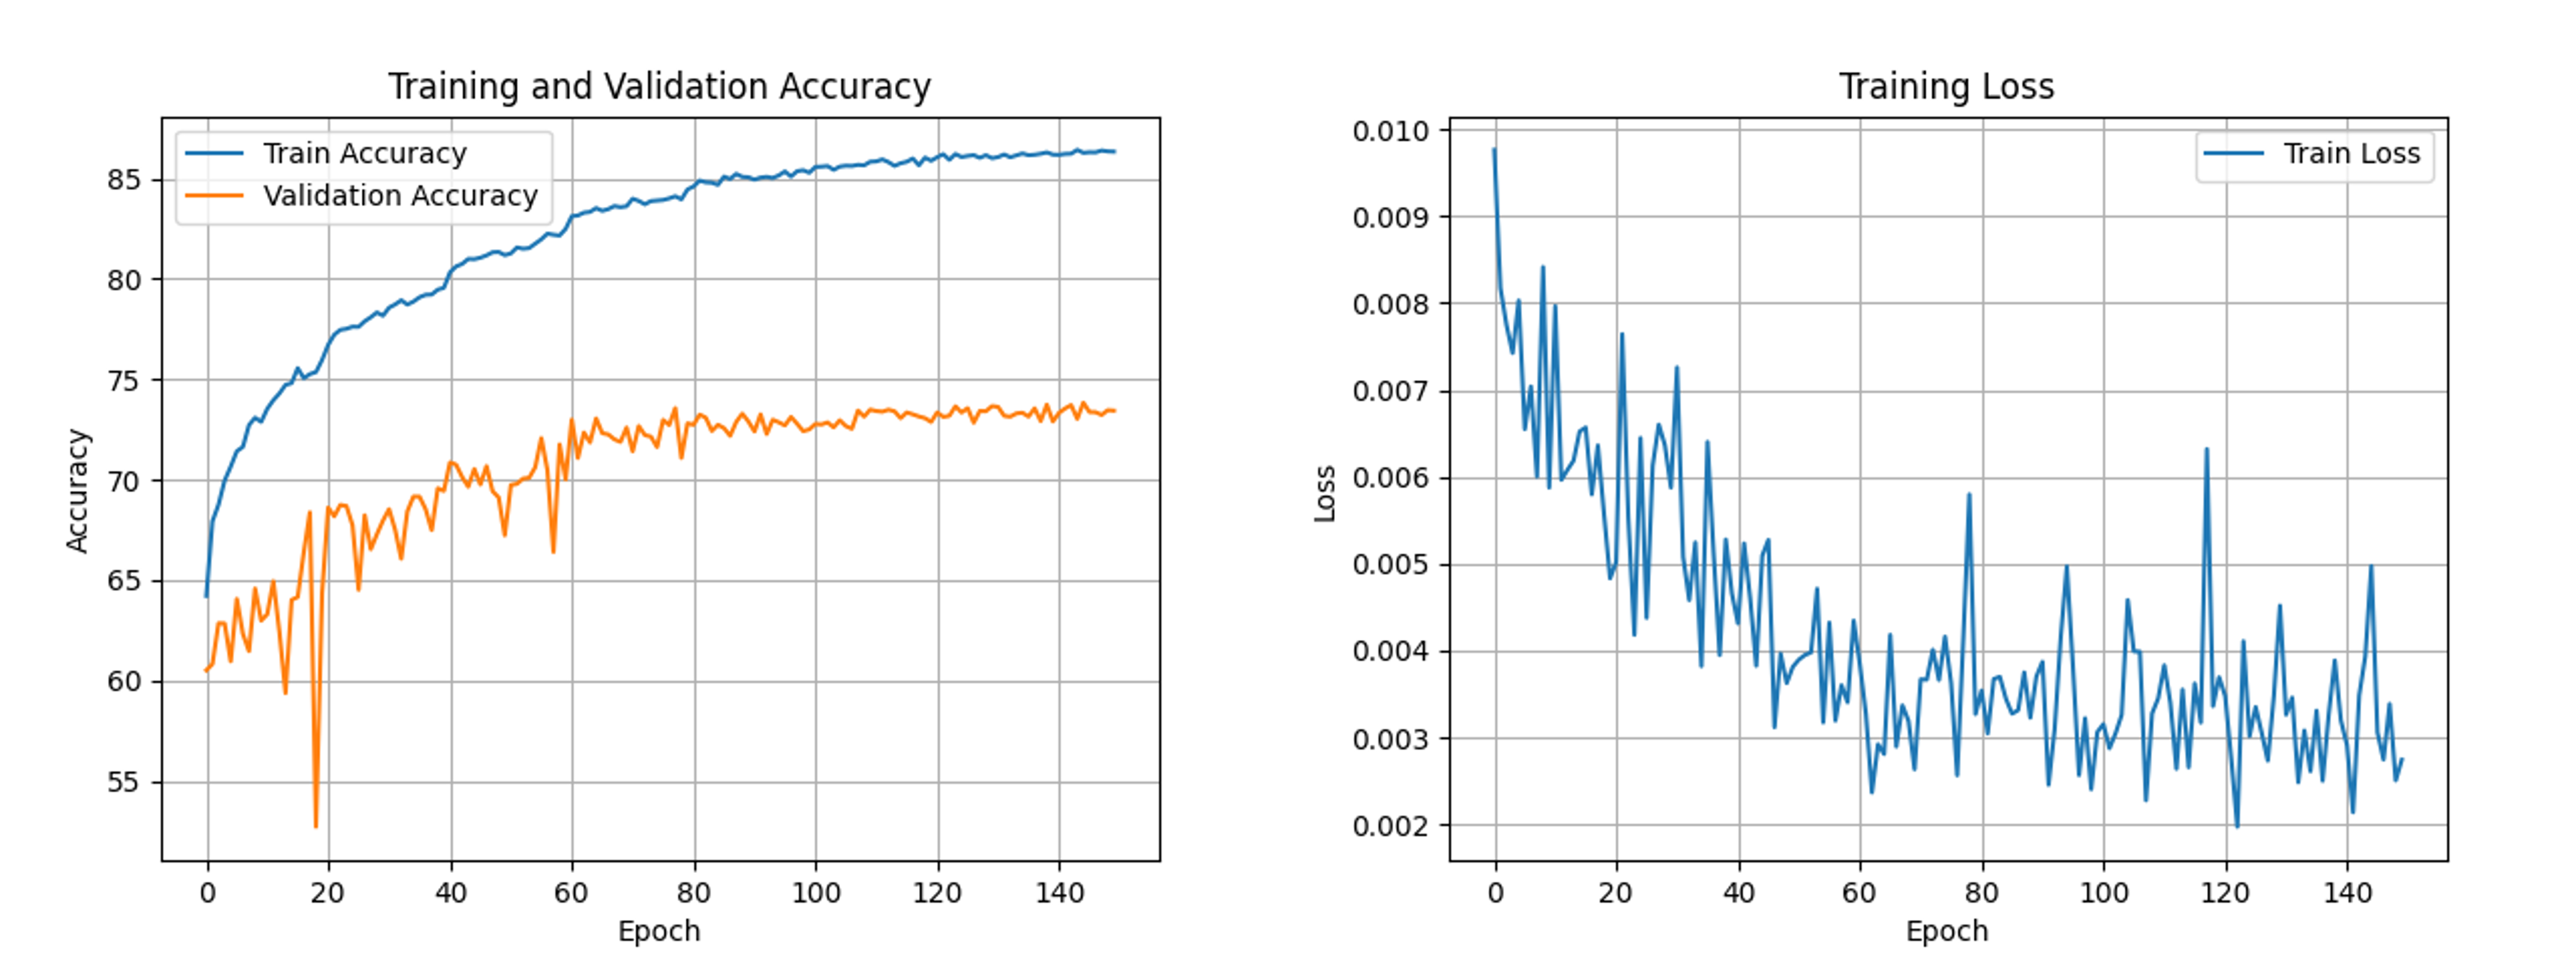 Training and Validation Accuracy
Train Accuracy
Validation Accuracy
85
80
75
70
65
60
55
Accuracy
0 20 40 60 80 100 120 140
Epoch
Training Loss
Train Loss
0.010
0.009
0.008
0.007
0.006
0.005
0.004
0.003
0.002
Loss
0 20 40 60 80 100 120 140
Epoch